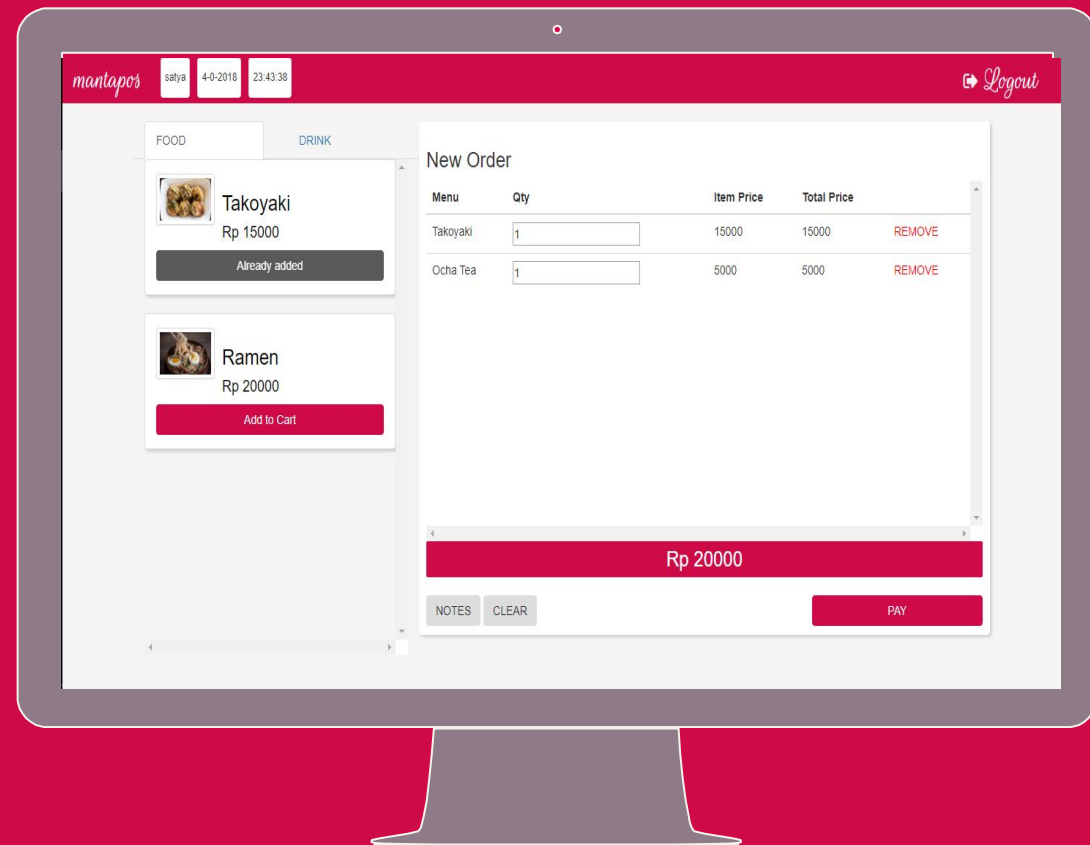 mantapos satya 4-0-2018 23:43:38 Logout
FOOD DRINK
Takoyaki
Rp 15000
Already added
Ramen
Rp 20000
Add to Cart
New Order
Menu Qty Item Price Total Price
Takoyaki 1 15000 15000 REMOVE
Ocha Tea 1 5000 5000 REMOVE
Rp 20000
NOTES CLEAR PAY